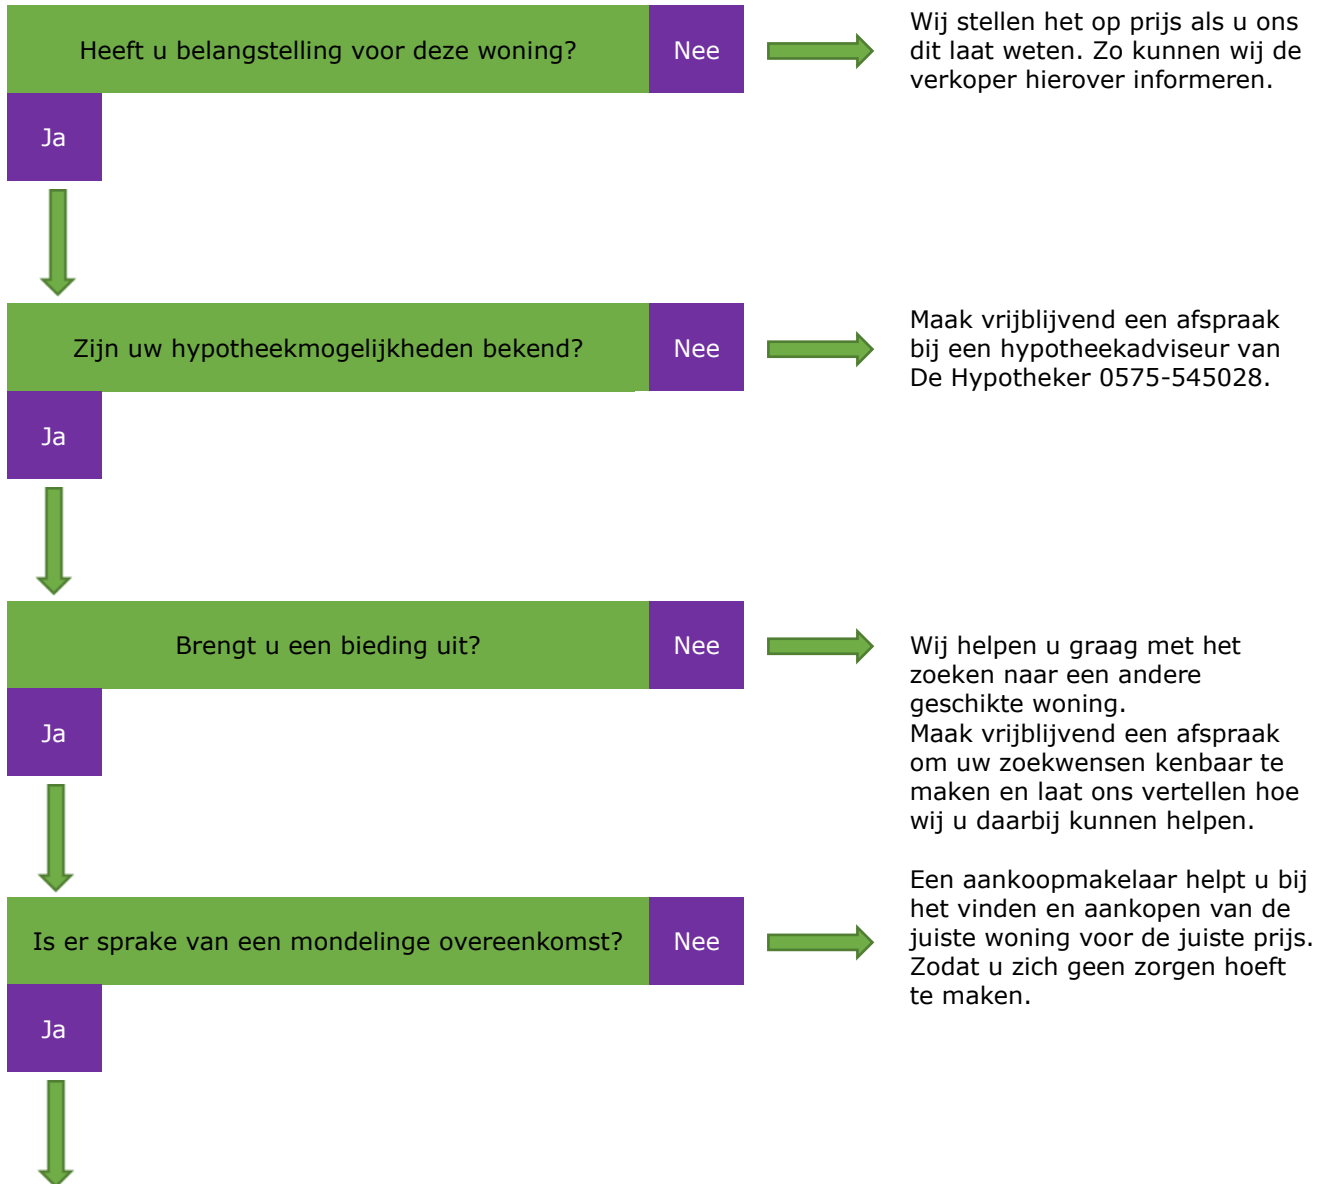 Heeft u belangstelling voor deze woning?
Nee
Wij stellen het op prijs als u ons
dit laat weten. Zo kunnen wij de
verkoper hierover informeren.
Ja
Zijn uw hypotheekmogelijkheden bekend?
Nee
Maak vrijblijvend een afspraak
bij een hypotheekadviseur van
De Hypotheker 0575-545028.
Ja
Brengt u een bieding uit?
Nee
Wij helpen u graag met het
zoeken naar een andere
geschikte woning.
Maak vrijblijvend een afspraak
om uw zoekwensen kenbaar te
maken en laat ons vertellen hoe
wij u daarbij kunnen helpen.
Ja
Is er sprake van een mondelinge overeenkomst?
Nee
Een aankoopmakelaar helpt u bij
het vinden en aankopen van de
juiste woning voor de juiste prijs.
Zodat u zich geen zorgen hoeft
te maken.
Ja